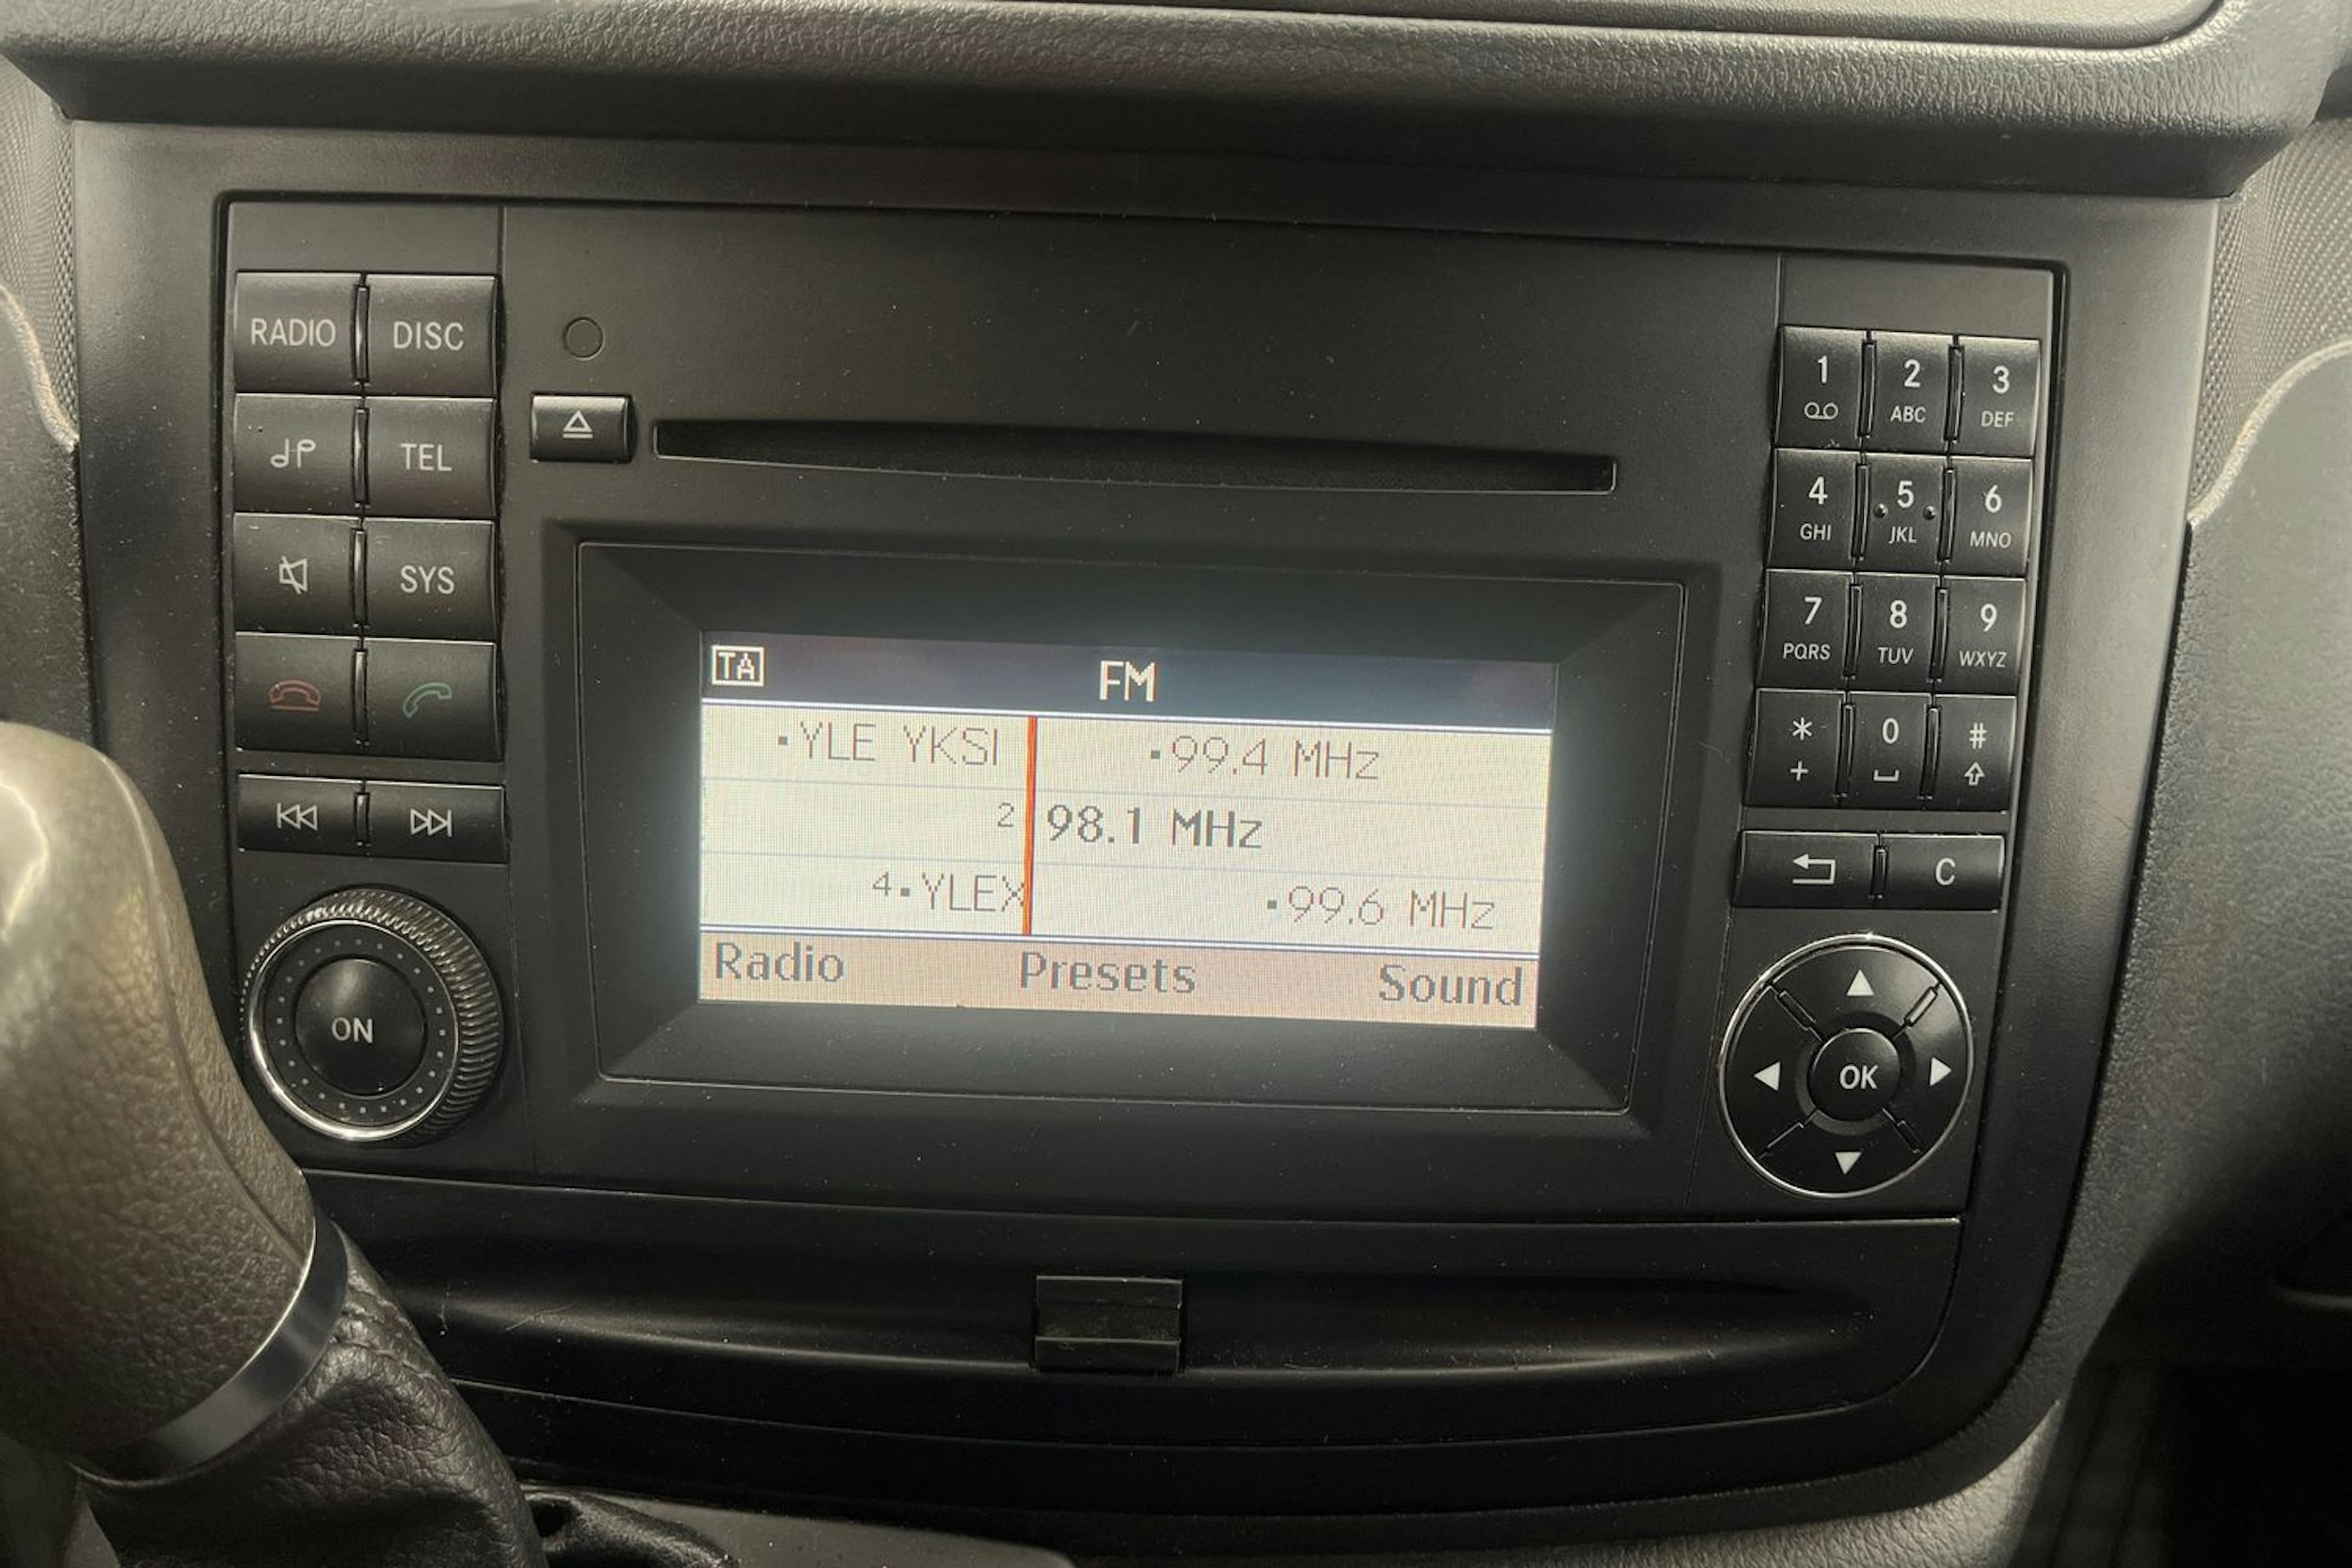 RADIO DISC
TEL
SYS
ON
TA
FM
YLE YKSI ▪99.4 MHz
2 98.1 MHz
4▪YLEX ▪99.6 MHz
Radio Presets Sound
1 2 3
ABC DEF
4 5 6
GHI JKL MNO
7 8 9
PQRS TUV WXYZ
* 0 #
+
C
OK